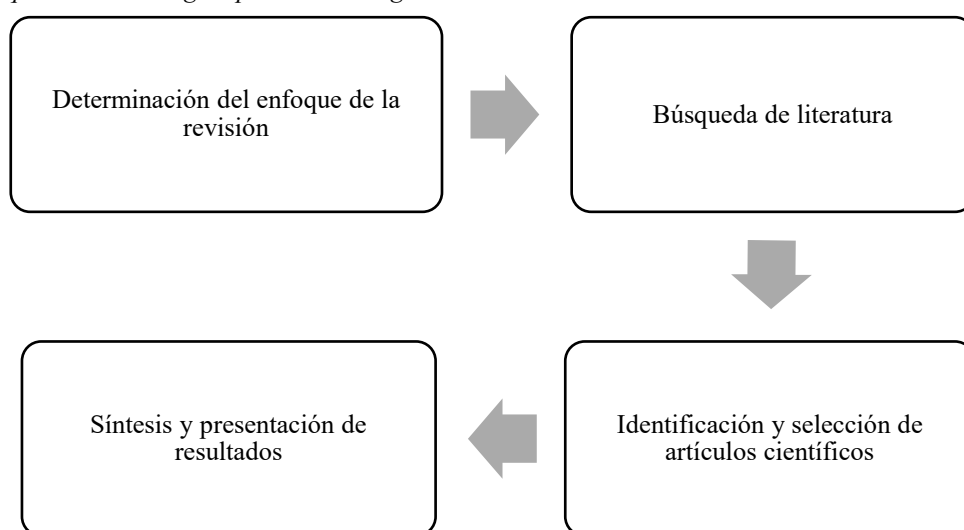 Determinación del enfoque de la
revisión
Búsqueda de literatura
Identificación y selección de
artículos científicos
Síntesis y presentación de
resultados